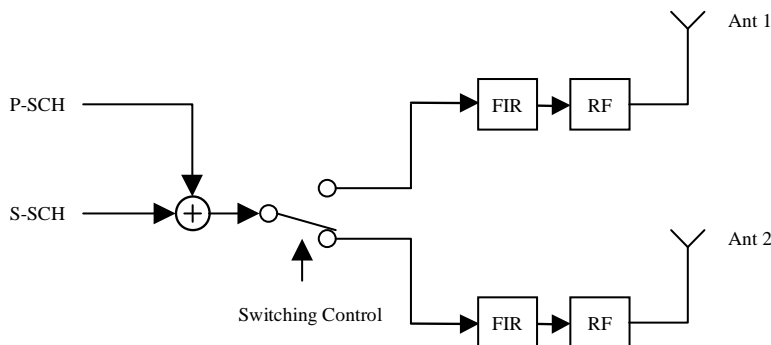 Ant 1
P-SCH
FIR
RF
S-SCH
Ant 2
Switching Control
FIR
RF